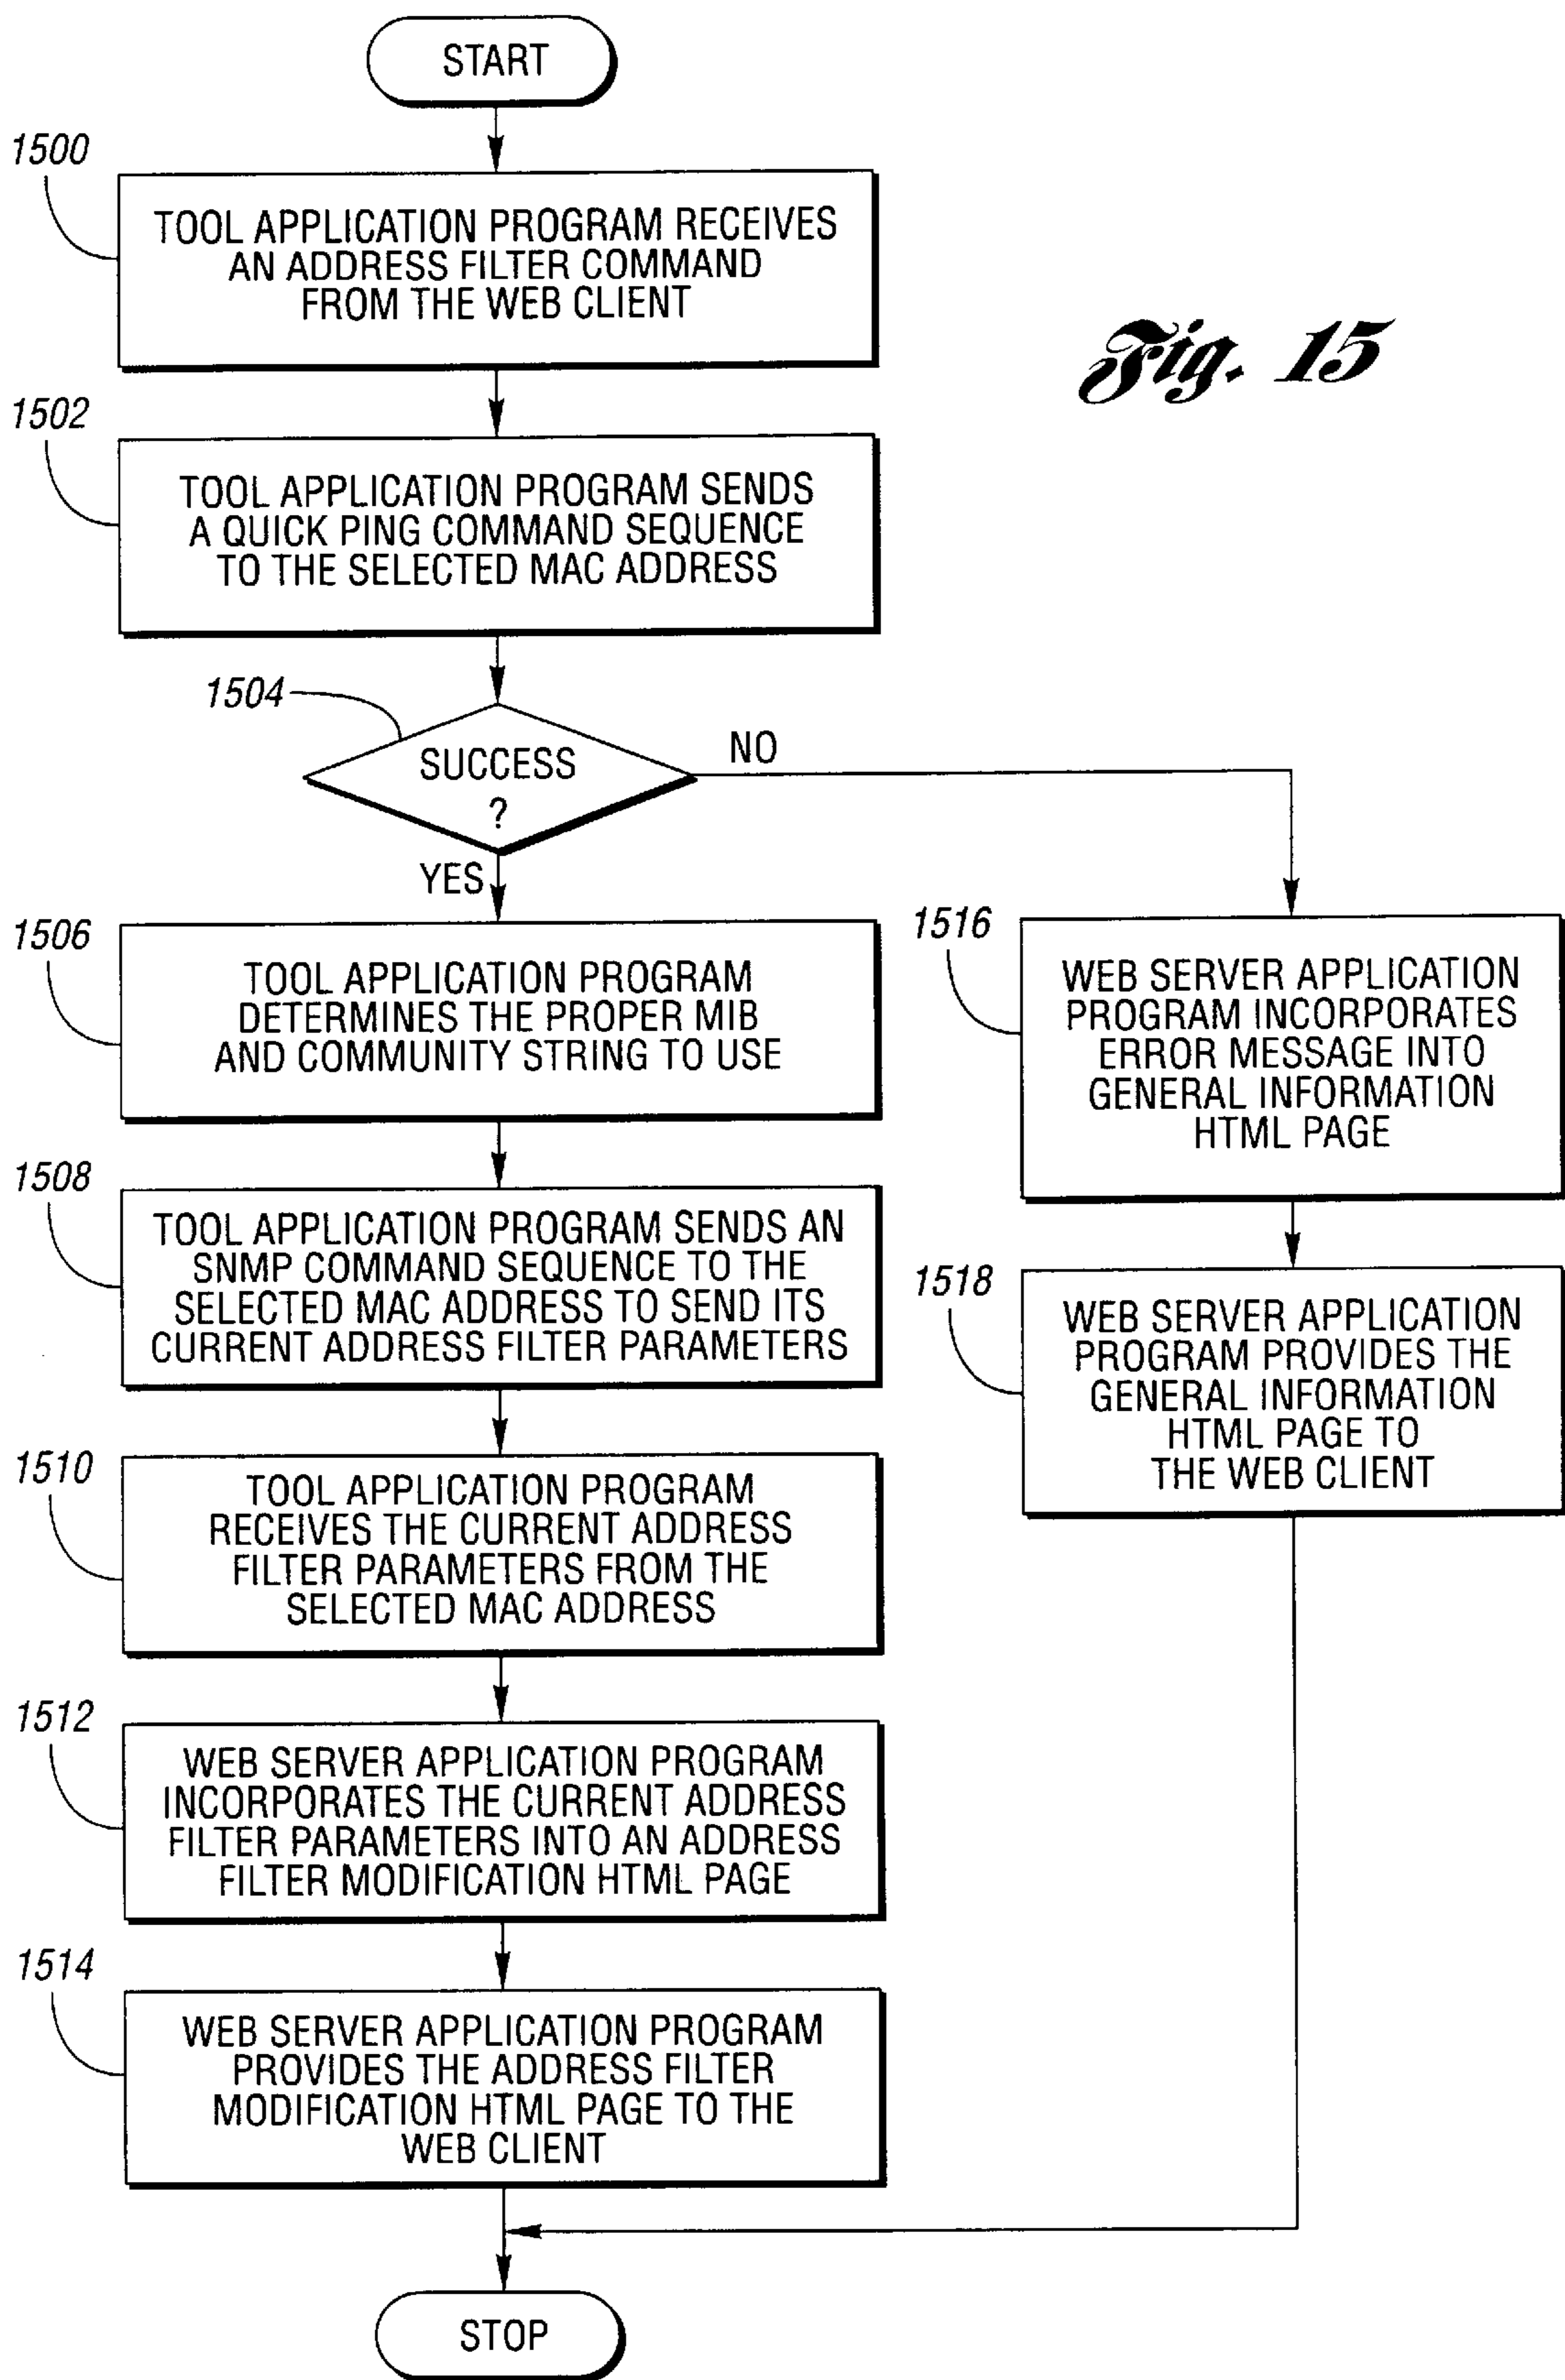 START
1500
TOOL APPLICATION PROGRAM RECEIVES
AN ADDRESS FILTER COMMAND
FROM THE WEB CLIENT
Fig. 15
1502
TOOL APPLICATION PROGRAM SENDS
A QUICK PING COMMAND SEQUENCE
TO THE SELECTED MAC ADDRESS
1504
SUCCESS
?
NO
YES
1506
TOOL APPLICATION PROGRAM
DETERMINES THE PROPER MIB
AND COMMUNITY STRING TO USE
1516
WEB SERVER APPLICATION
PROGRAM INCORPORATES
ERROR MESSAGE INTO
GENERAL INFORMATION
HTML PAGE
1508
TOOL APPLICATION PROGRAM SENDS AN
SNMP COMMAND SEQUENCE TO THE
SELECTED MAC ADDRESS TO SEND ITS
CURRENT ADDRESS FILTER PARAMETERS
1518
WEB SERVER APPLICATION
PROGRAM PROVIDES THE
GENERAL INFORMATION
HTML PAGE TO
THE WEB CLIENT
1510
TOOL APPLICATION PROGRAM
RECEIVES THE CURRENT ADDRESS
FILTER PARAMETERS FROM THE
SELECTED MAC ADDRESS
1512
WEB SERVER APPLICATION PROGRAM
INCORPORATES THE CURRENT ADDRESS
FILTER PARAMETERS INTO AN ADDRESS
FILTER MODIFICATION HTML PAGE
1514
WEB SERVER APPLICATION PROGRAM
PROVIDES THE ADDRESS FILTER
MODIFICATION HTML PAGE TO THE
WEB CLIENT
STOP